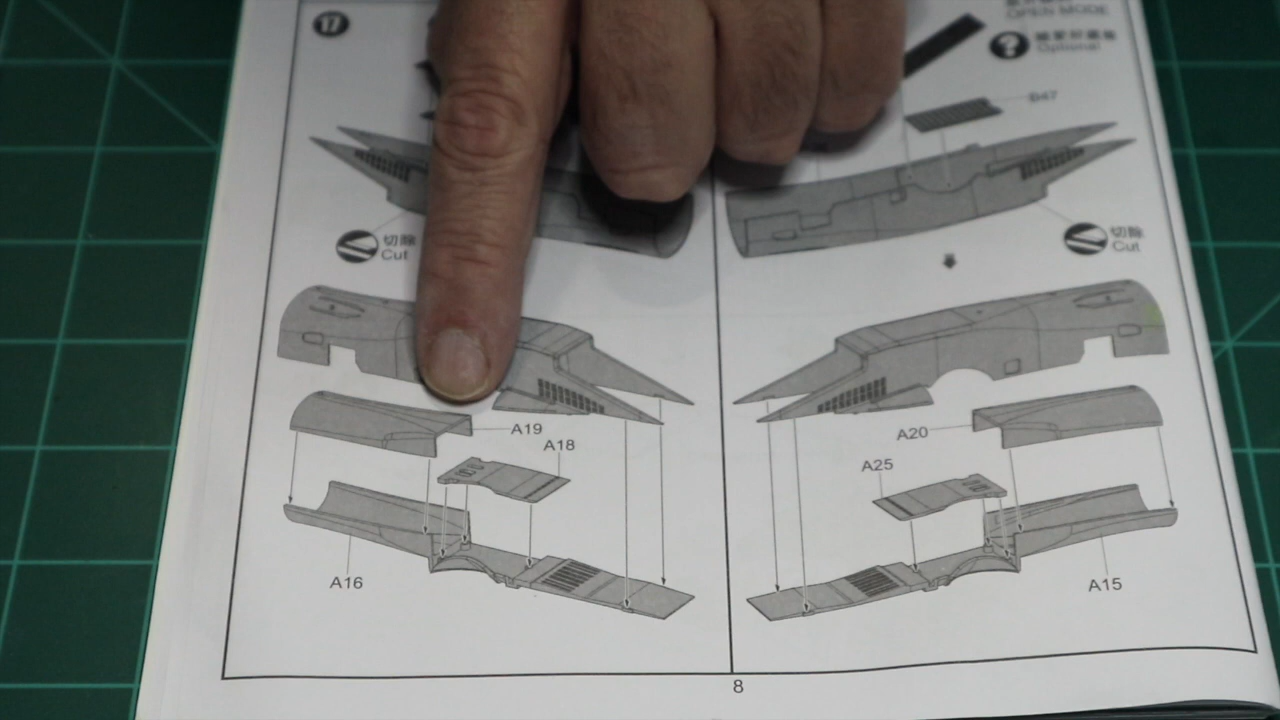 17
OPEN MODE
?
Optional
B47
切除
Cut
切除
Cut
A19
A18
A20
A25
A16
A15
8